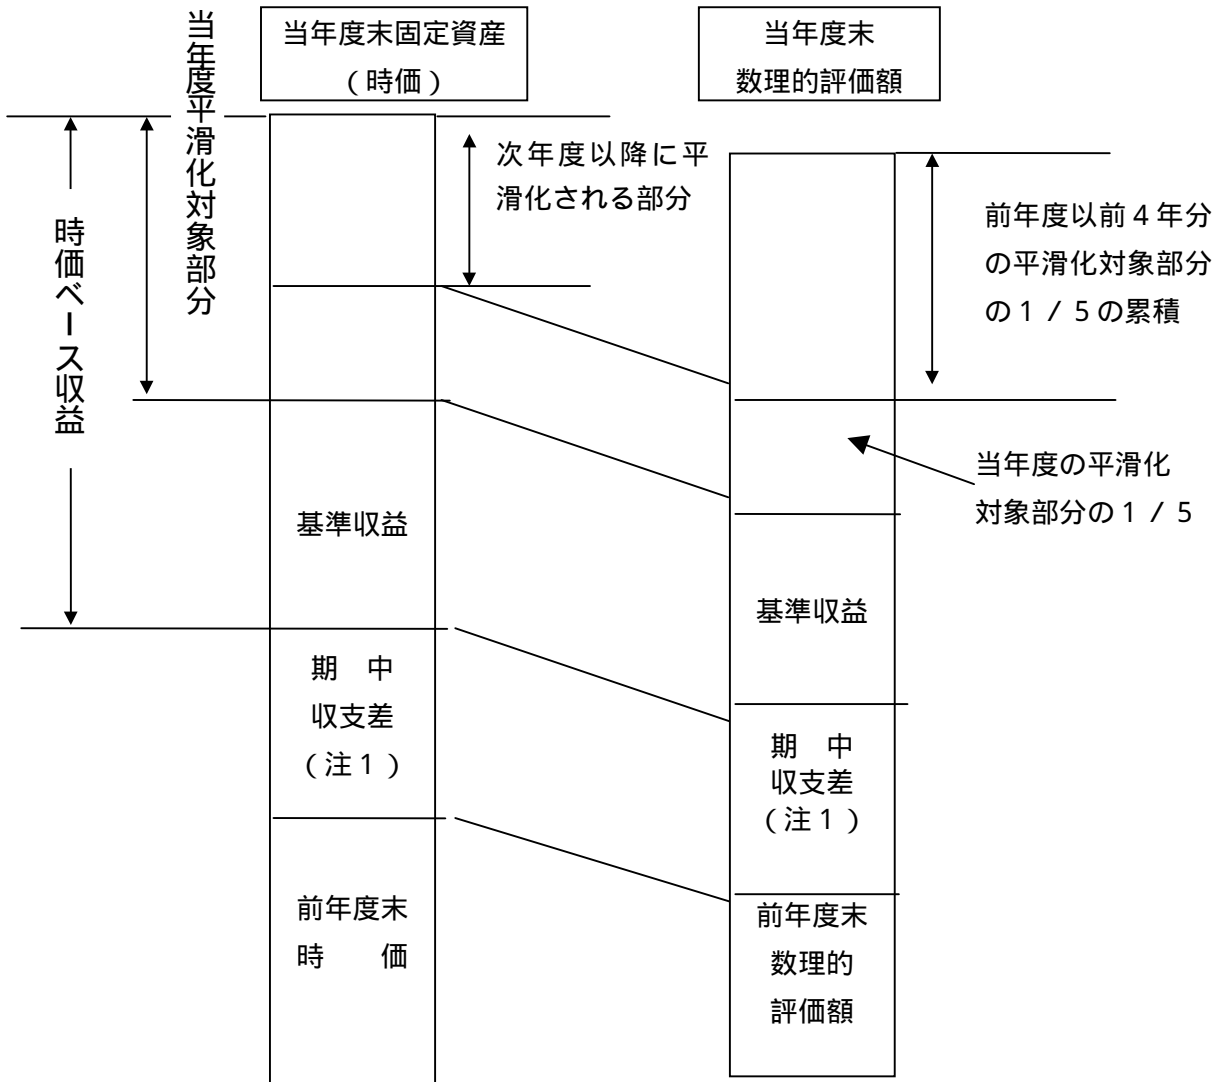 当年度末固定資産
（時価）
当年度末
数理的評価額
当年度平滑化対象部分
時価ベース収益
次年度以降に平
滑化される部分
前年度以前４年分
の平滑化対象部分
の１／５の累積
当年度の平滑化
対象部分の１／５
基準収益
期　中
収支差
（注１）
前年度末
時　価
基準収益
期　中
収支差
（注１）
前年度末
数理的
評価額